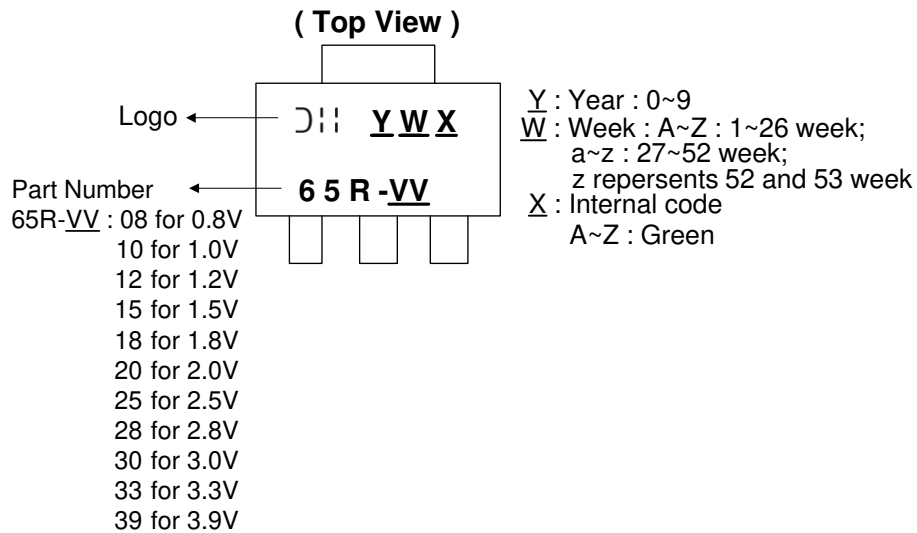 ( Top View )
Logo
Y W X
Y : Year : 0~9
W : Week : A~Z : 1~26 week;
a~z : 27~52 week;
z repersents 52 and 53 week
X : Internal code
A~Z : Green
Part Number
6 5 R -VV
65R-VV : 08 for 0.8V
10 for 1.0V
12 for 1.2V
15 for 1.5V
18 for 1.8V
20 for 2.0V
25 for 2.5V
28 for 2.8V
30 for 3.0V
33 for 3.3V
39 for 3.9V